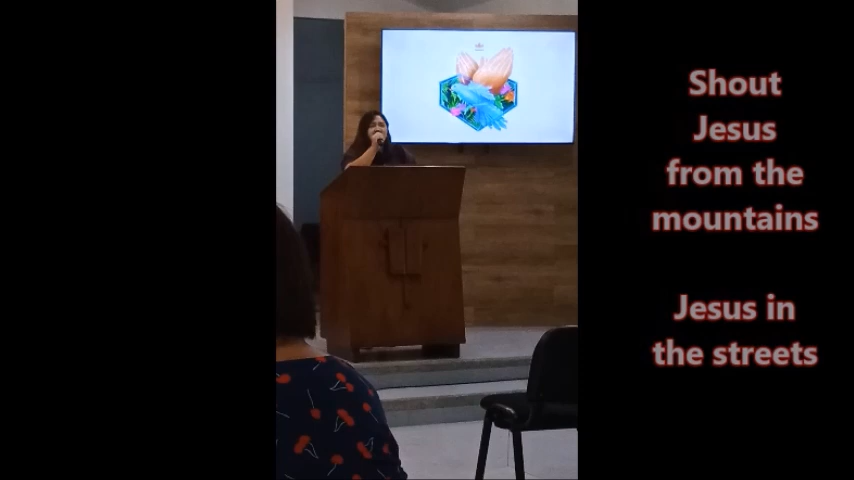 Shout
Jesus
from the
mountains
Jesus in
the streets